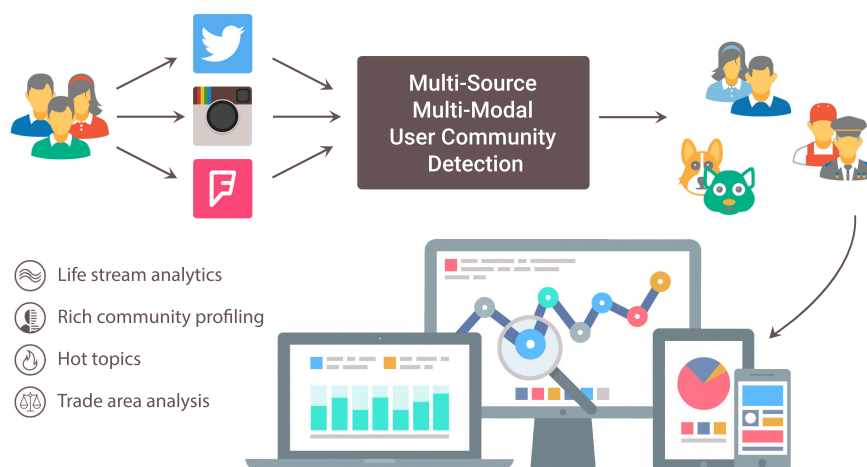 Multi-Source
Multi-Modal
User Community
Detection
Life stream analytics
Rich community profiling
Hot topics
Trade area analysis